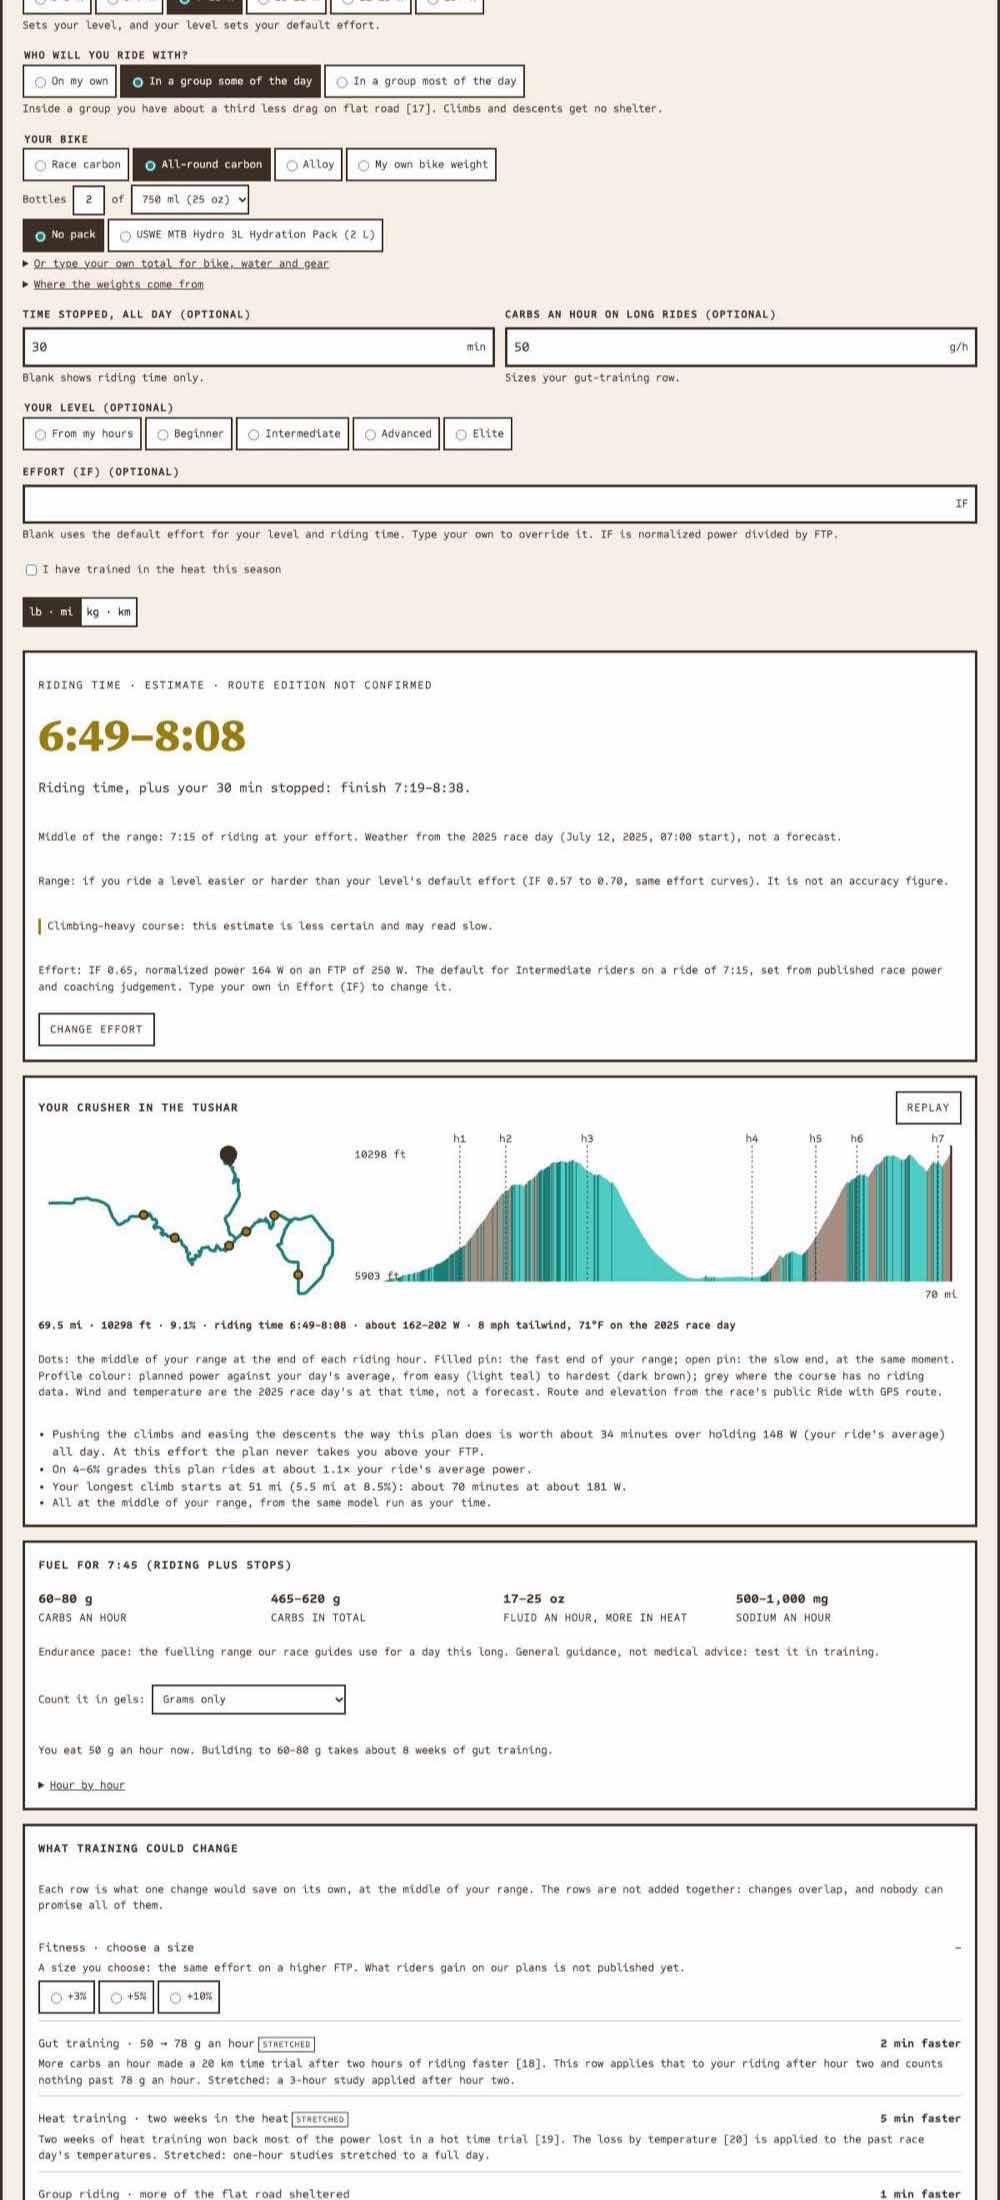 Sets your level, and your level sets your default effort.
WHO WILL YOU RIDE WITH?
On my own
In a group some of the day
In a group most of the day
Inside a group you have about a third less drag on flat road [17]. Climbs and descents get no shelter.
YOUR BIKE
Race carbon
All-round carbon
Alloy
My own bike weight
Bottles 2 of 750 ml (25 oz)
No pack
USWE MTB Hydro 3L Hydration Pack (2 L)
Or type your own total for bike, water and gear
Where the weights come from
TIME STOPPED, ALL DAY (OPTIONAL)
30 min
Blank shows riding time only.
CARBS AN HOUR ON LONG RIDES (OPTIONAL)
50 g/h
Sizes your gut-training row.
YOUR LEVEL (OPTIONAL)
From my hours
Beginner
Intermediate
Advanced
Elite
EFFORT (IF) (OPTIONAL)
IF
Blank uses the default effort for your level and riding time. Type your own to override it. IF is normalized power divided by FTP.
I have trained in the heat this season
lb · mi
kg · km
RIDING TIME · ESTIMATE · ROUTE EDITION NOT CONFIRMED
6:49–8:08
Riding time, plus your 30 min stopped: finish 7:19–8:38.
Middle of the range: 7:15 of riding at your effort. Weather from the 2025 race day (July 12, 2025, 07:00 start), not a forecast.
Range: if you ride a level easier or harder than your level's default effort (IF 0.57 to 0.70, same effort curves). It is not an accuracy figure.
Climbing-heavy course: this estimate is less certain and may read slow.
Effort: IF 0.65, normalized power 164 W on an FTP of 250 W. The default for Intermediate riders on a ride of 7:15, set from published race power
and coaching judgement. Type your own in Effort (IF) to change it.
CHANGE EFFORT
YOUR CRUSHER IN THE TUSHAR
REPLAY
h1 h2 h3 h4 h5 h6 h7
10298 ft
5903 ft
70 mi
69.5 mi · 10298 ft · 9.1% · riding time 6:49–8:08 · about 162–202 W · 8 mph tailwind, 71°F on the 2025 race day
Dots: the middle of your range at the end of each riding hour. Filled pin: the fast end of your range; open pin: the slow end, at the same moment.
Profile colour: planned power against your day's average, from easy (light teal) to hardest (dark brown); grey where the course has no riding
data. Wind and temperature are the 2025 race day's at that time, not a forecast. Route and elevation from the race's public Ride with GPS route.
• Pushing the climbs and easing the descents the way this plan does is worth about 34 minutes over holding 148 W (your ride's average)
all day. At this effort the plan never takes you above your FTP.
• On 4–6% grades this plan rides at about 1.1× your ride's average power.
• Your longest climb starts at 51 mi (5.5 mi at 8.5%): about 70 minutes at about 181 W.
• All at the middle of your range, from the same model run as your time.
FUEL FOR 7:45 (RIDING PLUS STOPS)
60–80 g
CARBS AN HOUR
465–620 g
CARBS IN TOTAL
17–25 oz
FLUID AN HOUR, MORE IN HEAT
500–1,000 mg
SODIUM AN HOUR
Endurance pace: the fuelling range our race guides use for a day this long. General guidance, not medical advice: test it in training.
Count it in gels: Grams only
You eat 50 g an hour now. Building to 60–80 g takes about 8 weeks of gut training.
Hour by hour
WHAT TRAINING COULD CHANGE
Each row is what one change would save on its own, at the middle of your range. The rows are not added together: changes overlap, and nobody can
promise all of them.
Fitness · choose a size –
A size you choose: the same effort on a higher FTP. What riders gain on our plans is not published yet.
+3%
+5%
+10%
Gut training · 50 → 78 g an hour STRETCHED 2 min faster
More carbs an hour made a 20 km time trial after two hours of riding faster [18]. This row applies that to your riding after hour two and counts
nothing past 78 g an hour. Stretched: a 3-hour study applied after hour two.
Heat training · two weeks in the heat STRETCHED 5 min faster
Two weeks of heat training won back most of the power lost in a hot time trial [19]. The loss by temperature [20] is applied to the past race
day's temperatures. Stretched: one-hour studies stretched to a full day.
Group riding · more of the flat road sheltered 1 min faster